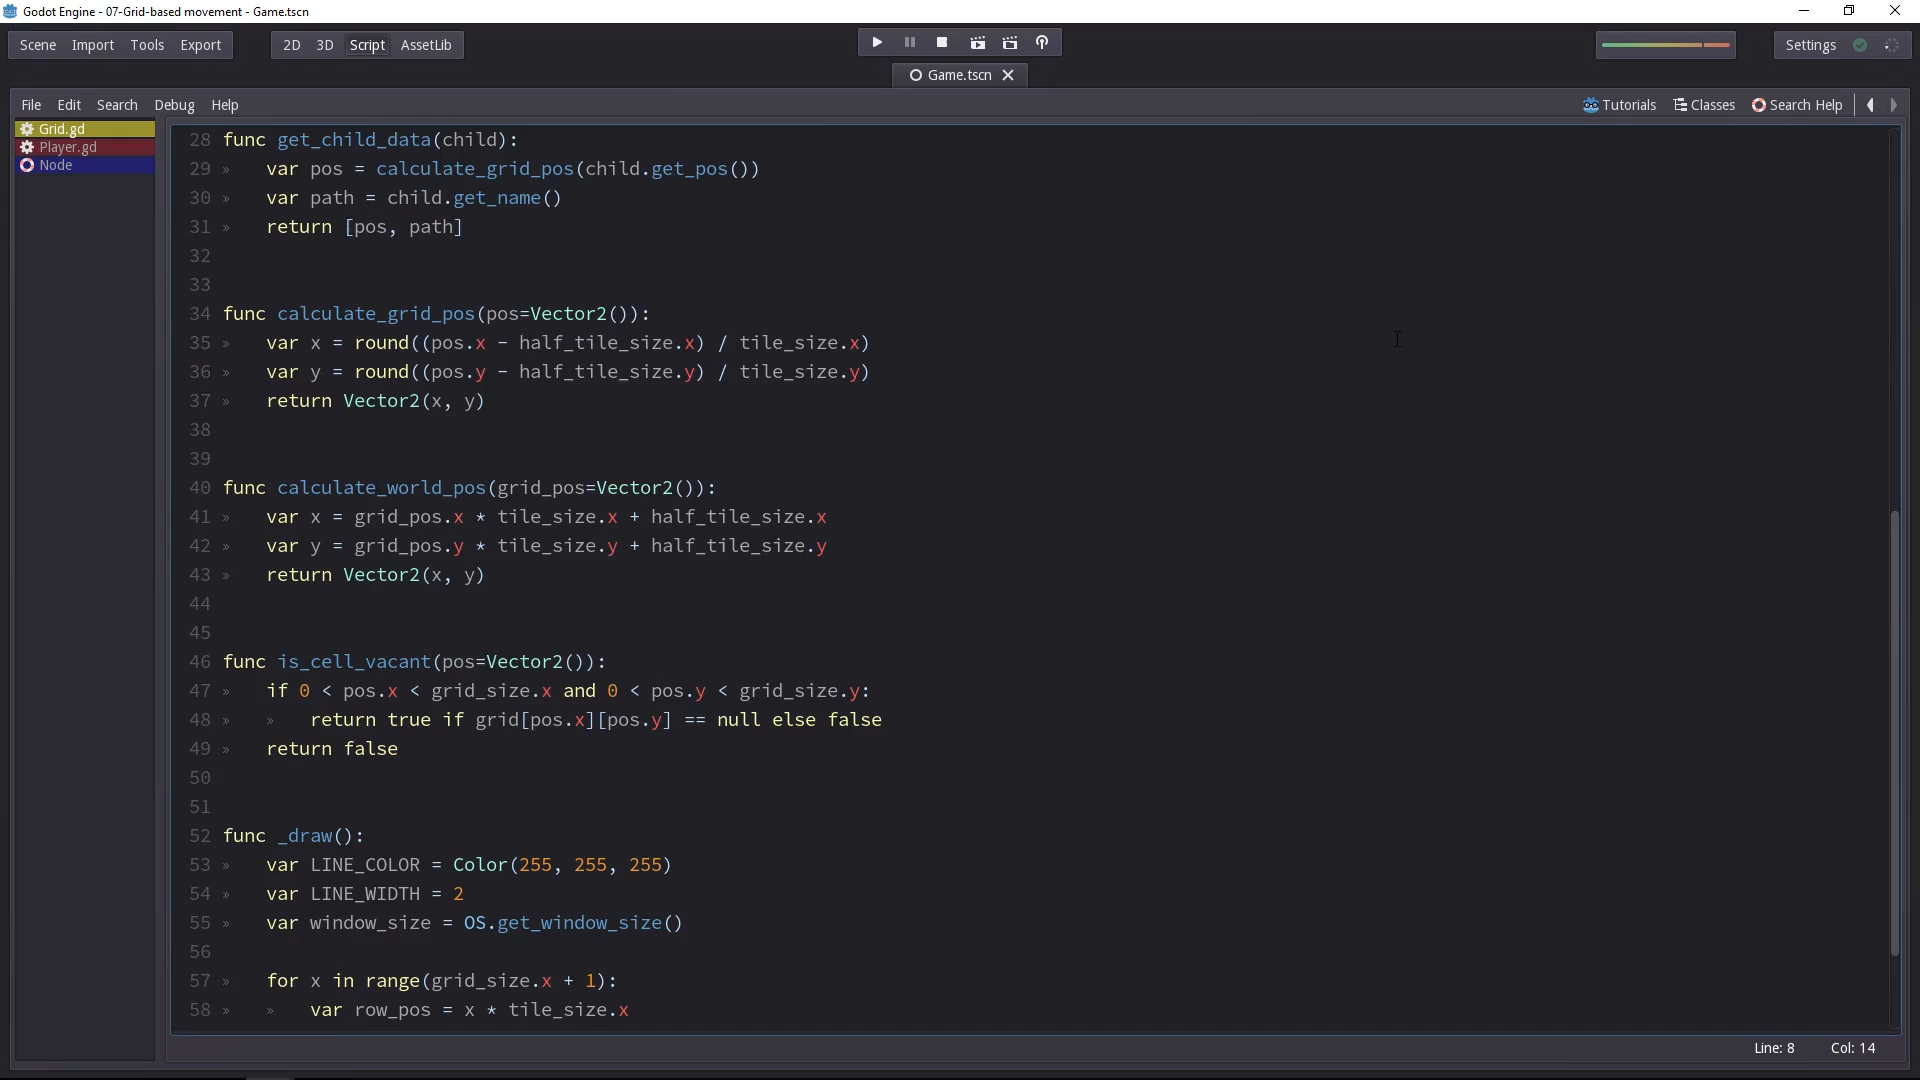 Godot Engine - 07-Grid-based movement - Game.tscn
Scene Import Tools Export 2D 3D Script AssetLib Settings
Game.tscn
File Edit Search Debug Help Tutorials Classes Search Help
Grid.gd
Player.gd
Node
28 func get_child_data(child):
29 » var pos = calculate_grid_pos(child.get_pos())
30 » var path = child.get_name()
31 » return [pos, path]
32
33
34 func calculate_grid_pos(pos=Vector2()):
35 » var x = round((pos.x - half_tile_size.x) / tile_size.x)
36 » var y = round((pos.y - half_tile_size.y) / tile_size.y)
37 » return Vector2(x, y)
38
39
40 func calculate_world_pos(grid_pos=Vector2()):
41 » var x = grid_pos.x * tile_size.x + half_tile_size.x
42 » var y = grid_pos.y * tile_size.y + half_tile_size.y
43 » return Vector2(x, y)
44
45
46 func is_cell_vacant(pos=Vector2()):
47 » if 0 < pos.x < grid_size.x and 0 < pos.y < grid_size.y:
48 » » return true if grid[pos.x][pos.y] == null else false
49 » return false
50
51
52 func _draw():
53 » var LINE_COLOR = Color(255, 255, 255)
54 » var LINE_WIDTH = 2
55 » var window_size = OS.get_window_size()
56
57 » for x in range(grid_size.x + 1):
58 » » var row_pos = x * tile_size.x
Line: 8 Col: 14